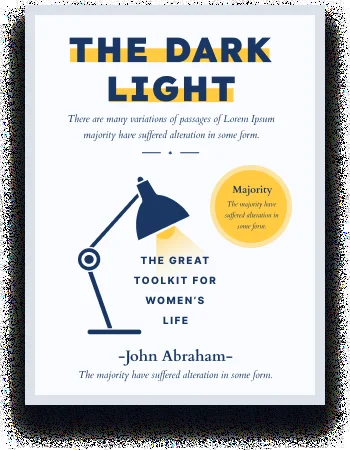 THE DARK
LIGHT
There are many variations of passages of Lorem Ipsum
majority have suffered alteration in some form.
Majority
The majority have
suffered alteration in
some form.
THE GREAT
TOOLKIT FOR
WOMEN'S
LIFE
-John Abraham-
The majority have suffered alteration in some form.